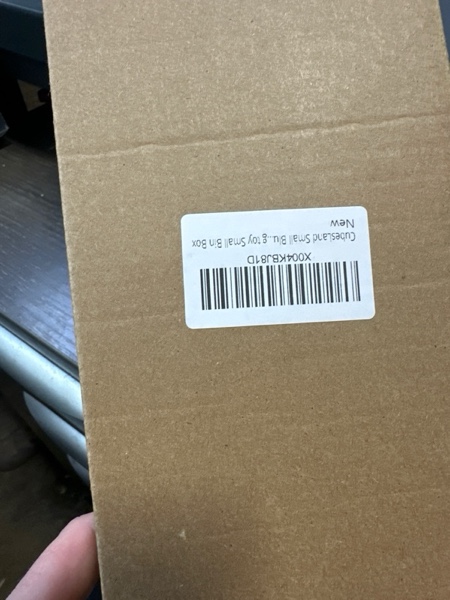 X004KBJ81D
CubesLand Small Blu...g toy Small Bin Box
New